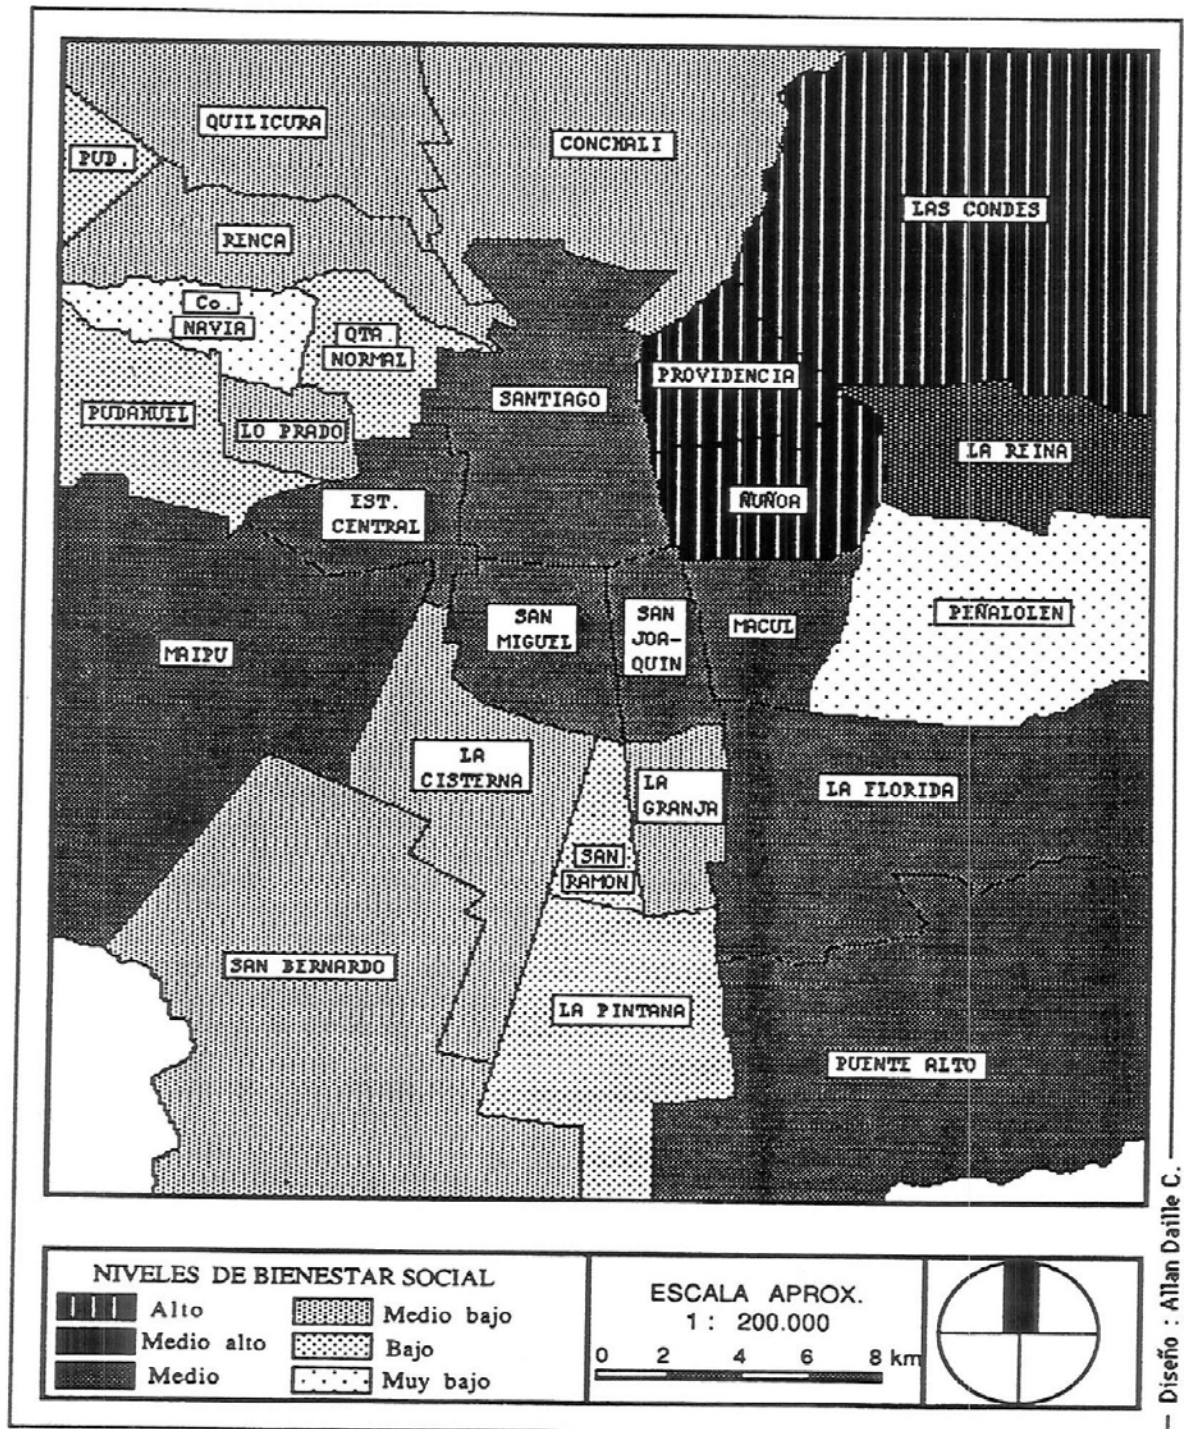 QUILICURA
CONCHALI
PUD.
LAS CONDES
RENCA
Co.
NAVIA
QTA.
NORMAL
PROVIDENCIA
SANTIAGO
PUDAHUEL
LO PRADO
LA REINA
EST.
CENTRAL
ÑUÑOA
PEÑALOLEN
SAN
MIGUEL
SAN
JOA-
QUIN
MACUL
MAIPU
LA
CISTERNA
LA
GRANJA
LA FLORIDA
SAN
RAMON
SAN BERNARDO
LA PINTANA
PUENTE ALTO
NIVELES DE BIENESTAR SOCIAL
Alto
Medio alto
Medio
Medio bajo
Bajo
Muy bajo
ESCALA APROX.
1 : 200.000
0 2 4 6 8 km
Diseño : Allan Daille C.